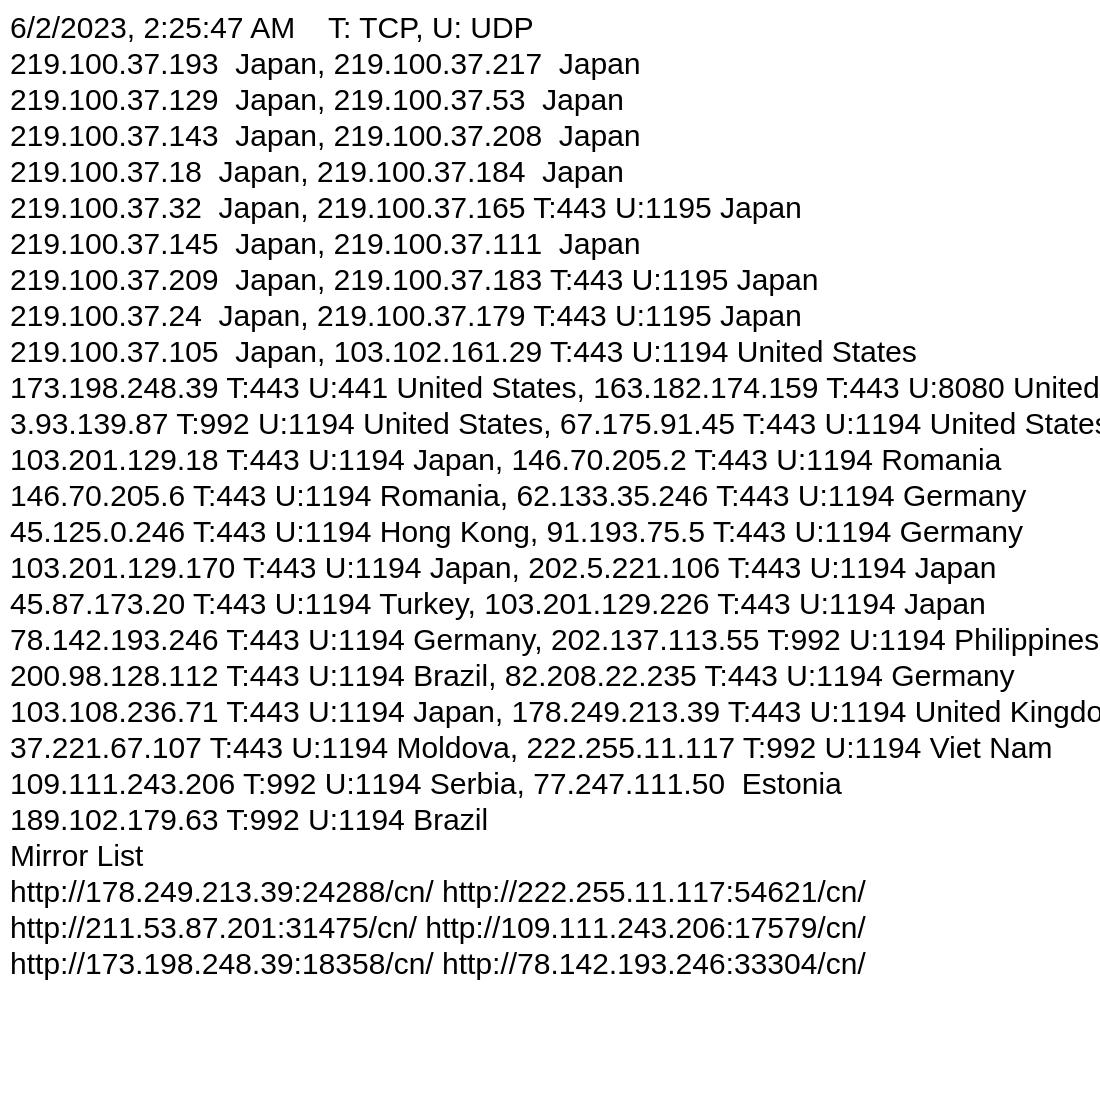 6/2/2023, 2:25:47 AM    T: TCP, U: UDP
219.100.37.193  Japan, 219.100.37.217  Japan
219.100.37.129  Japan, 219.100.37.53  Japan
219.100.37.143  Japan, 219.100.37.208  Japan
219.100.37.18  Japan, 219.100.37.184  Japan
219.100.37.32  Japan, 219.100.37.165 T:443 U:1195 Japan
219.100.37.145  Japan, 219.100.37.111  Japan
219.100.37.209  Japan, 219.100.37.183 T:443 U:1195 Japan
219.100.37.24  Japan, 219.100.37.179 T:443 U:1195 Japan
219.100.37.105  Japan, 103.102.161.29 T:443 U:1194 United States
173.198.248.39 T:443 U:441 United States, 163.182.174.159 T:443 U:8080 United
3.93.139.87 T:992 U:1194 United States, 67.175.91.45 T:443 U:1194 United States
103.201.129.18 T:443 U:1194 Japan, 146.70.205.2 T:443 U:1194 Romania
146.70.205.6 T:443 U:1194 Romania, 62.133.35.246 T:443 U:1194 Germany
45.125.0.246 T:443 U:1194 Hong Kong, 91.193.75.5 T:443 U:1194 Germany
103.201.129.170 T:443 U:1194 Japan, 202.5.221.106 T:443 U:1194 Japan
45.87.173.20 T:443 U:1194 Turkey, 103.201.129.226 T:443 U:1194 Japan
78.142.193.246 T:443 U:1194 Germany, 202.137.113.55 T:992 U:1194 Philippines
200.98.128.112 T:443 U:1194 Brazil, 82.208.22.235 T:443 U:1194 Germany
103.108.236.71 T:443 U:1194 Japan, 178.249.213.39 T:443 U:1194 United Kingdo
37.221.67.107 T:443 U:1194 Moldova, 222.255.11.117 T:992 U:1194 Viet Nam
109.111.243.206 T:992 U:1194 Serbia, 77.247.111.50  Estonia
189.102.179.63 T:992 U:1194 Brazil
Mirror List
http://178.249.213.39:24288/cn/ http://222.255.11.117:54621/cn/
http://211.53.87.201:31475/cn/ http://109.111.243.206:17579/cn/
http://173.198.248.39:18358/cn/ http://78.142.193.246:33304/cn/